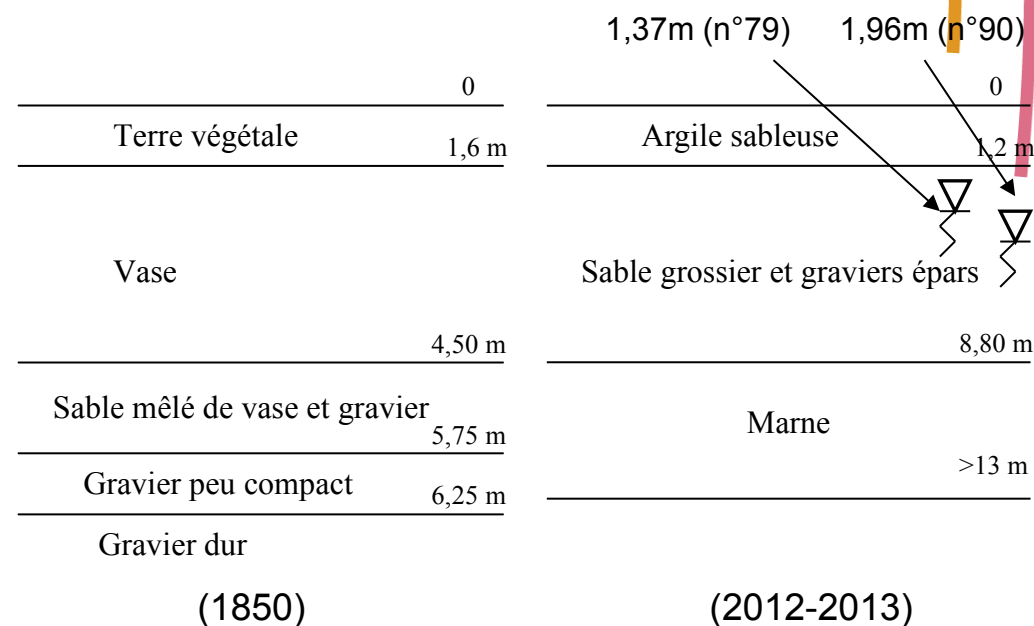 1,37m (n°79) 1,96m (n°90)
0
Terre végétale
1,6 m
Vase
4,50 m
Sable mêlé de vase et gravier
5,75 m
Gravier peu compact
6,25 m
Gravier dur
(1850)
0
Argile sableuse
1,2 m
Sable grossier et graviers épars
8,80 m
Marne
>13 m
(2012-2013)